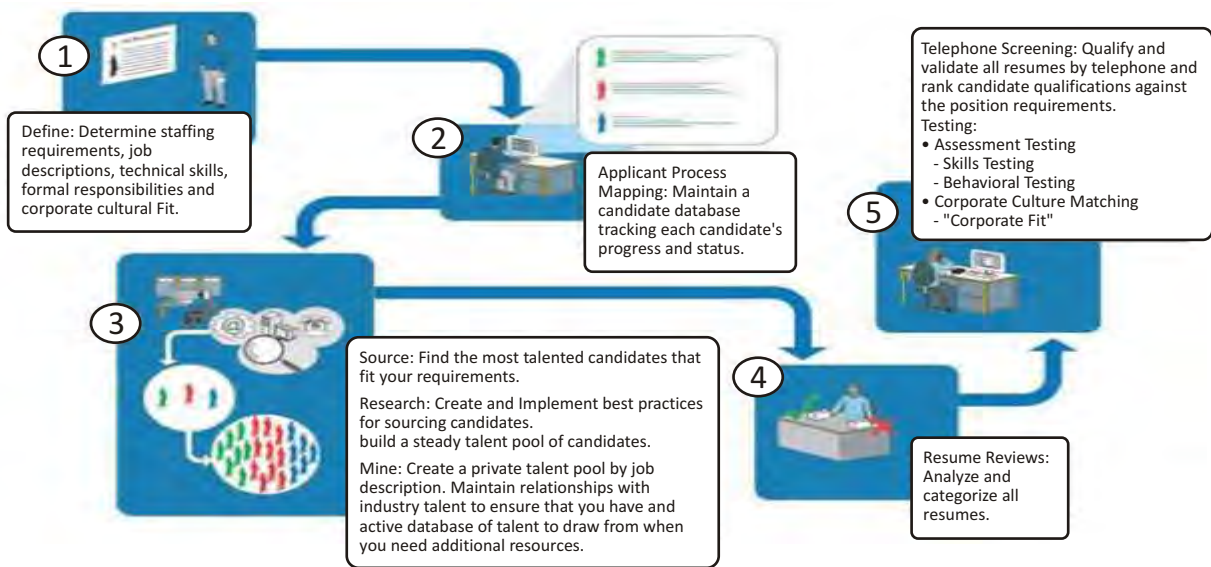 1
Define: Determine staffing
requirements, job
descriptions, technical skills,
formal responsibilities and
corporate cultural Fit.
2
Applicant Process
Mapping: Maintain a
candidate database
tracking each candidate's
progress and status.
3
Source: Find the most talented candidates that
fit your requirements.
Research: Create and Implement best practices
for sourcing candidates.
build a steady talent pool of candidates.
Mine: Create a private talent pool by job
description. Maintain relationships with
industry talent to ensure that you have and
active database of talent to draw from when
you need additional resources.
4
Resume Reviews:
Analyze and
categorize all
resumes.
5
Telephone Screening: Qualify and
validate all resumes by telephone and
rank candidate qualifications against
the position requirements.
Testing:
• Assessment Testing
- Skills Testing
- Behavioral Testing
• Corporate Culture Matching
- "Corporate Fit"